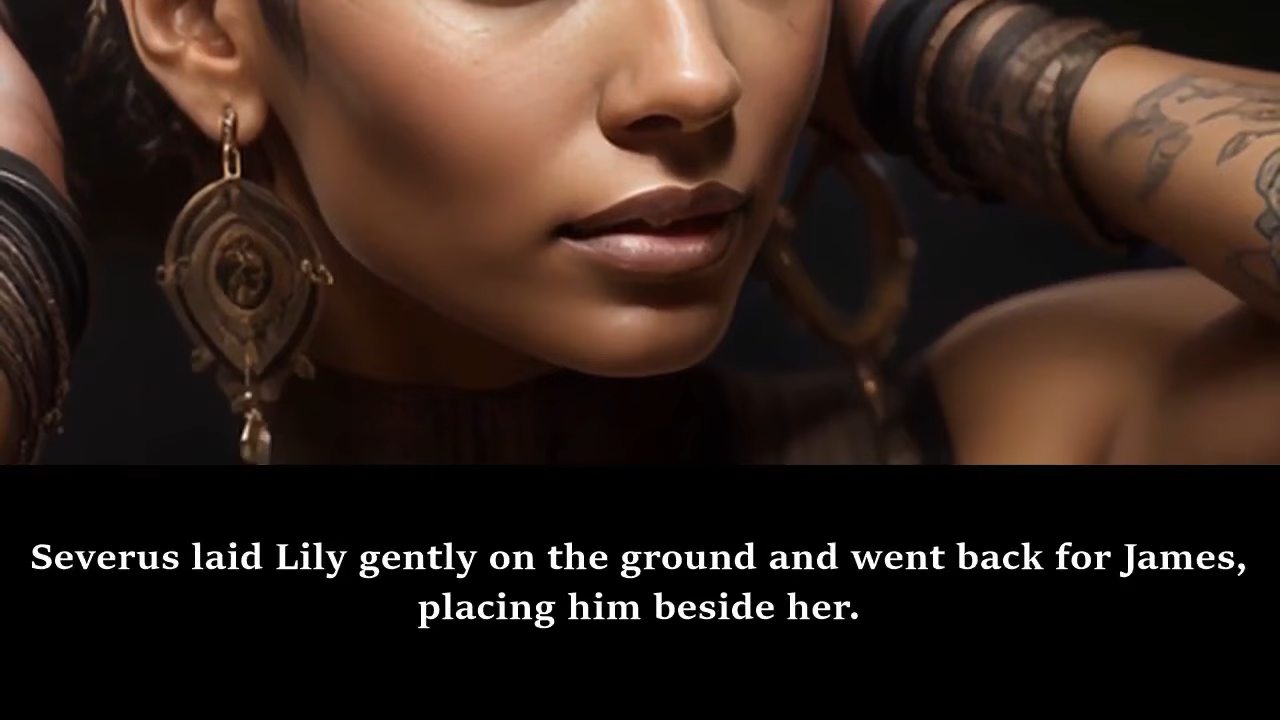 Severus laid Lily gently on the ground and went back for James,
placing him beside her.